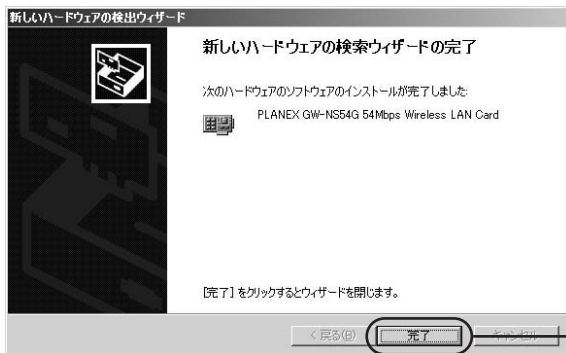 新しいハードウェアの検出ウィザード
新しいハードウェアの検索ウィザードの完了
次のハードウェアのソフトウェアのインストールが完了しました:
PLANEX GW-NS54G 54Mbps Wireless LAN Card
[完了] をクリックするとウィザードを閉じます。
< 戻る(B)
完了
キャンセル